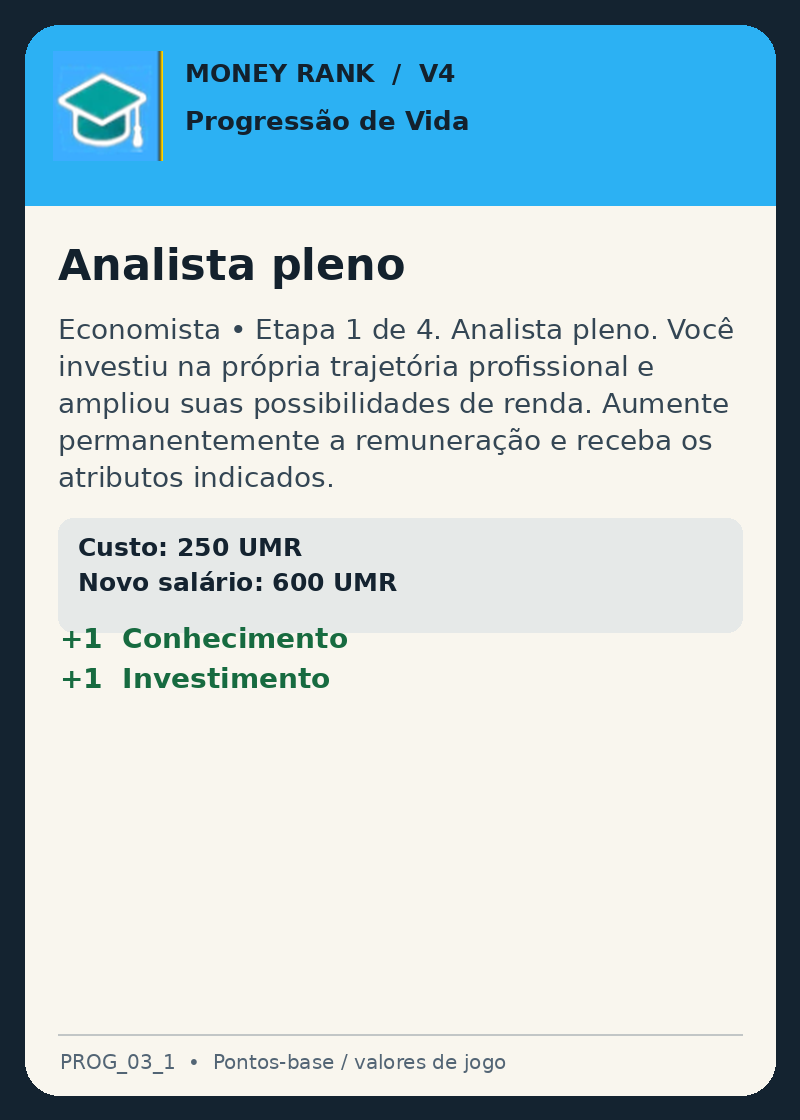 MONEY RANK / V4
Progressão de Vida
Analista pleno
Economista • Etapa 1 de 4. Analista pleno. Você
investiu na própria trajetória profissional e
ampliou suas possibilidades de renda. Aumente
permanentemente a remuneração e receba os
atributos indicados.
Custo: 250 UMR
Novo salário: 600 UMR
+1 Conhecimento
+1 Investimento
PROG_03_1 • Pontos-base / valores de jogo